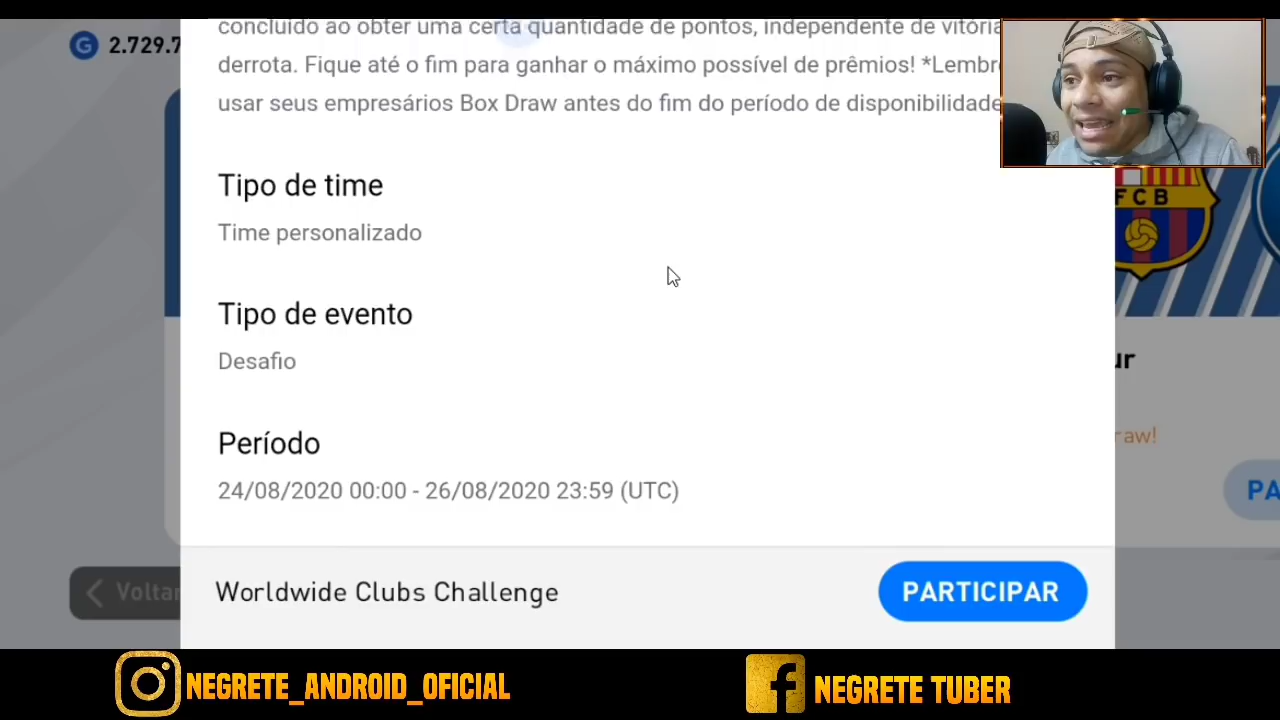 concluído ao obter uma certa quantidade de pontos, independente de vitória
G 2.729.7
derrota. Fique até o fim para ganhar o máximo possível de prêmios! *Lembre
usar seus empresários Box Draw antes do fim do período de disponibilidade
Tipo de time
FCB
Time personalizado
Tipo de evento
Desafio
ur
Período
raw!
24/08/2020 00:00 - 26/08/2020 23:59 (UTC)
PA
Voltar
Worldwide Clubs Challenge
PARTICIPAR
NEGRETE_ANDROID_OFICIAL
NEGRETE TUBER